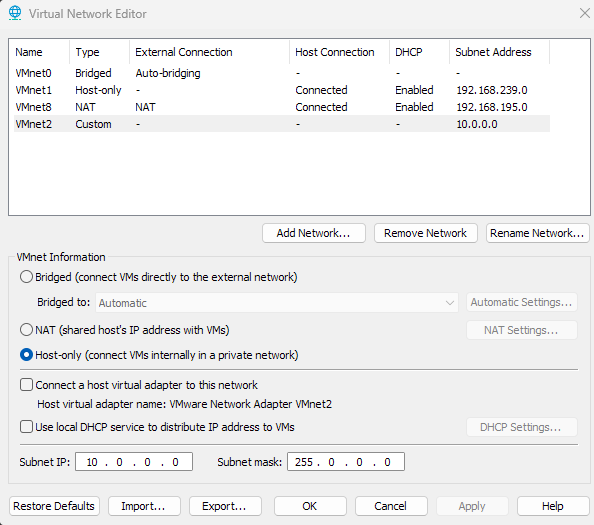 Virtual Network Editor
Name Type External Connection Host Connection DHCP Subnet Address
VMnet0 Bridged Auto-bridging - - -
VMnet1 Host-only - Connected Enabled 192.168.239.0
VMnet8 NAT NAT Connected Enabled 192.168.195.0
VMnet2 Custom - - - 10.0.0.0
Add Network... Remove Network Rename Network...
VMnet Information
Bridged (connect VMs directly to the external network)
Bridged to: Automatic Automatic Settings...
NAT (shared host's IP address with VMs) NAT Settings...
Host-only (connect VMs internally in a private network)
Connect a host virtual adapter to this network
Host virtual adapter name: VMware Network Adapter VMnet2
Use local DHCP service to distribute IP address to VMs DHCP Settings...
Subnet IP: 10 . 0 . 0 . 0 Subnet mask: 255 . 0 . 0 . 0
Restore Defaults Import... Export... OK Cancel Apply Help